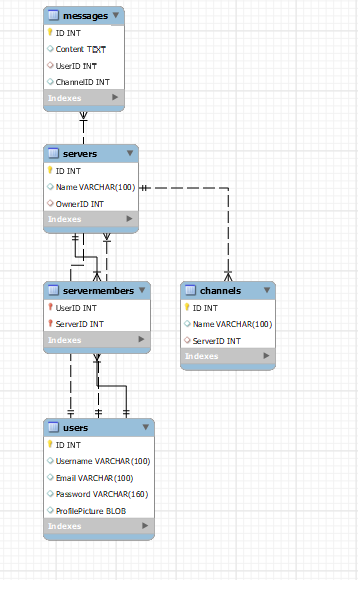 messages
ID INT
Content TEXT
UserID INT
ChannelID INT
Indexes
servers
ID INT
Name VARCHAR(100)
OwnerID INT
Indexes
servermembers
UserID INT
ServerID INT
Indexes
channels
ID INT
Name VARCHAR(100)
ServerID INT
Indexes
users
ID INT
Username VARCHAR(100)
Email VARCHAR(100)
Password VARCHAR(160)
ProfilePicture BLOB
Indexes